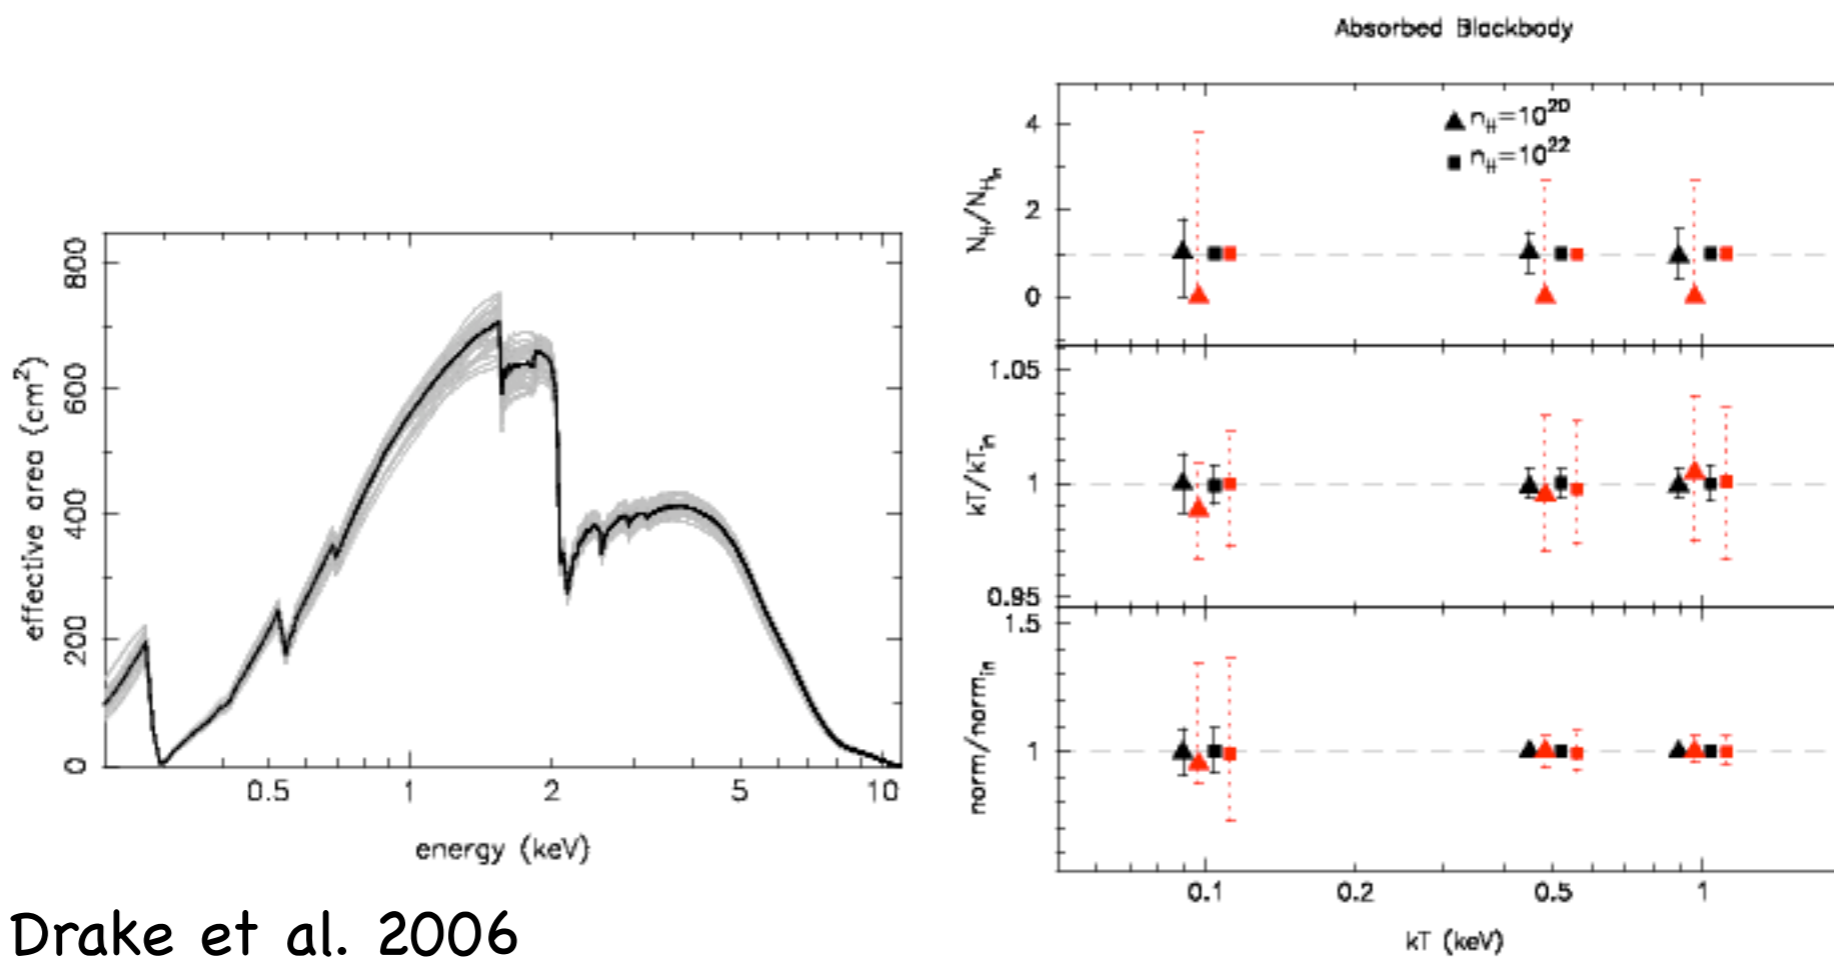 Absorbed Blackbody
▲ n_H=10^20
■ n_H=10^22
N_H/N_H_in
4
2
0
kT/kT_in
1.05
1
0.95
norm/norm_in
1.5
1
0.1 0.2 0.5 1
kT (keV)
effective area (cm^2)
800
600
400
200
0
0.5 1 2 5 10
energy (keV)
Drake et al. 2006